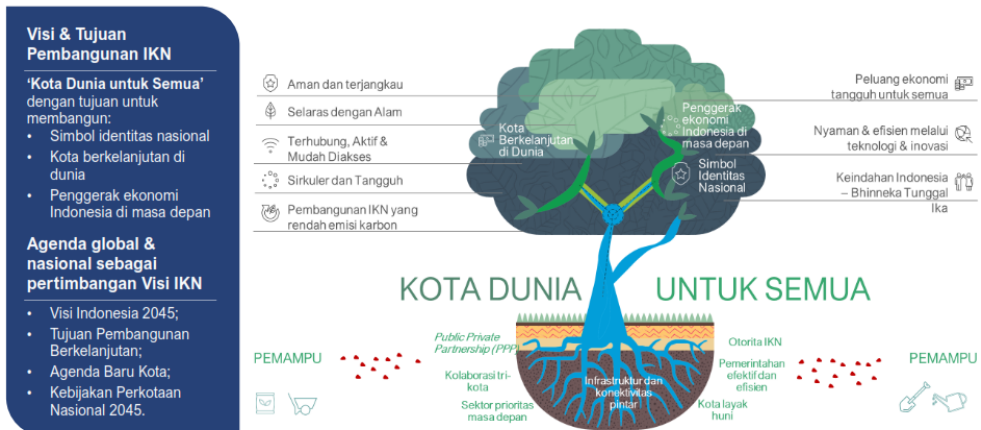 Visi & Tujuan
Pembangunan IKN
‘Kota Dunia untuk Semua’
dengan tujuan untuk
membangun:
• Simbol identitas nasional
• Kota berkelanjutan di
dunia
• Penggerak ekonomi
Indonesia di masa depan
Agenda global &
nasional sebagai
pertimbangan Visi IKN
• Visi Indonesia 2045;
• Tujuan Pembangunan
Berkelanjutan;
• Agenda Baru Kota;
• Kebijakan Perkotaan
Nasional 2045.
Aman dan terjangkau
Selaras dengan Alam
Terhubung, Aktif &
Mudah Diakses
Sirkuler dan Tangguh
Pembangunan IKN yang
rendah emisi karbon
Kota
Berkelanjutan
di Dunia
Penggerak
ekonomi
Indonesia di
masa depan
Simbol
Identitas
Nasional
Peluang ekonomi
tangguh untuk semua
Nyaman & efisien melalui
teknologi & inovasi
Keindahan Indonesia
– Bhinneka Tunggal
Ika
KOTA DUNIA UNTUK SEMUA
PEMAMPU
Public Private
Partnership (PPP)
Kolaborasi tri-
kota
Sektor prioritas
masa depan
Infrastruktur dan
konektivitas
pintar
Otorita IKN
Pemerintahan
efektif dan
efisien
Kota layak
huni
PEMAMPU